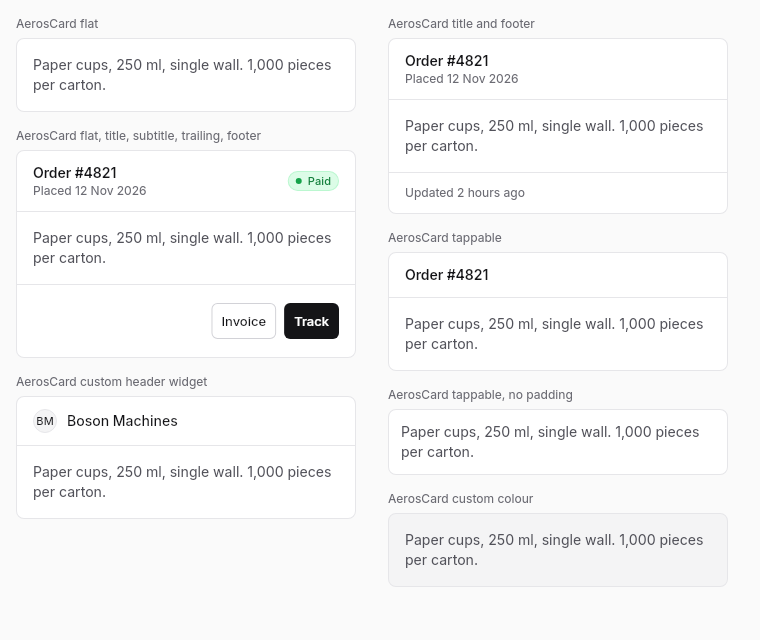 AerosCard flat
Paper cups, 250 ml, single wall. 1,000 pieces
per carton.
AerosCard flat, title, subtitle, trailing, footer
Order #4821
Placed 12 Nov 2026
Paid
Paper cups, 250 ml, single wall. 1,000 pieces
per carton.
Invoice
Track
AerosCard custom header widget
BM
Boson Machines
Paper cups, 250 ml, single wall. 1,000 pieces
per carton.
AerosCard title and footer
Order #4821
Placed 12 Nov 2026
Paper cups, 250 ml, single wall. 1,000 pieces
per carton.
Updated 2 hours ago
AerosCard tappable
Order #4821
Paper cups, 250 ml, single wall. 1,000 pieces
per carton.
AerosCard tappable, no padding
Paper cups, 250 ml, single wall. 1,000 pieces
per carton.
AerosCard custom colour
Paper cups, 250 ml, single wall. 1,000 pieces
per carton.